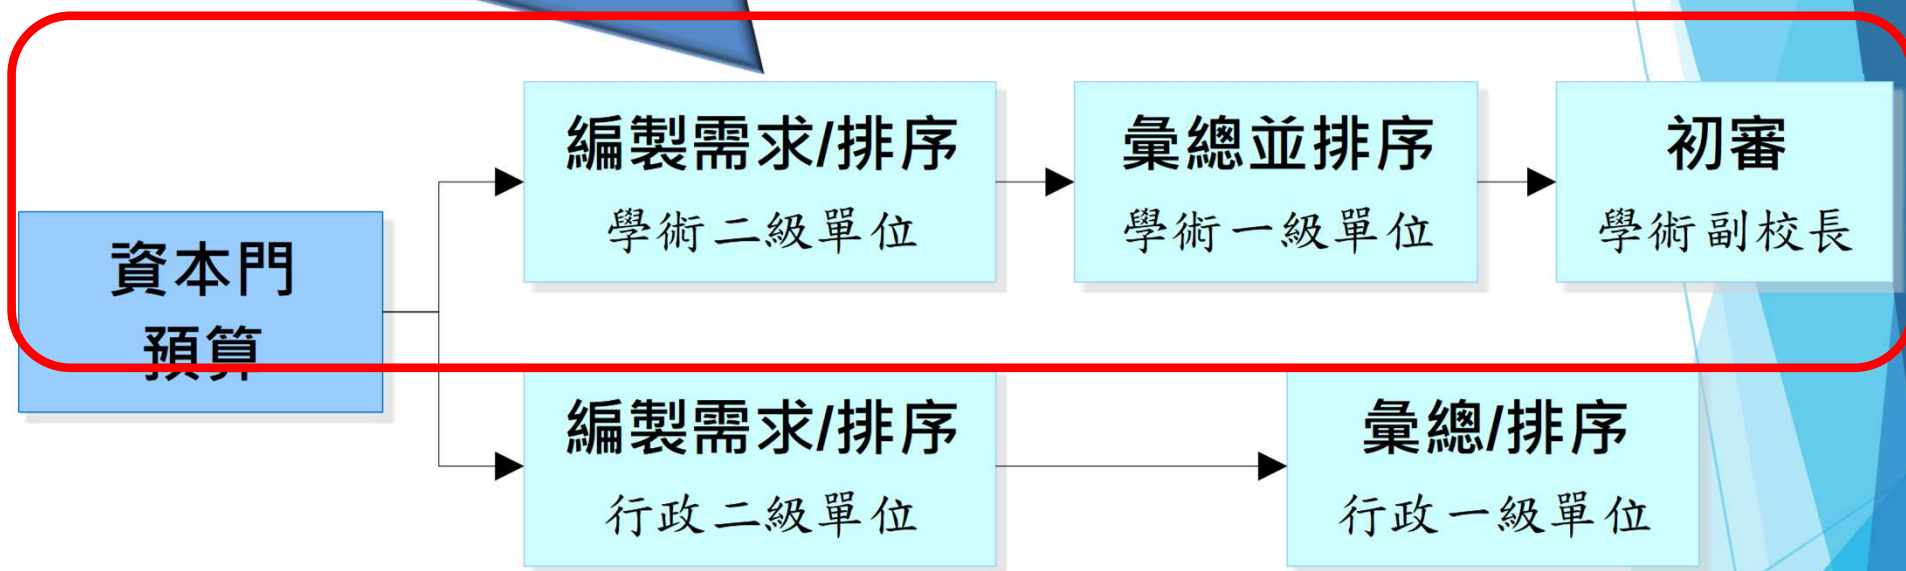 資本門
預算
編製需求/排序
學術二級單位
彙總並排序
學術一級單位
初審
學術副校長
編製需求/排序
行政二級單位
彙總/排序
行政一級單位